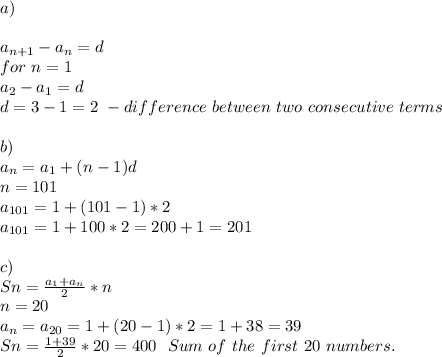 a)
a_{n+1} - a_n = d
for n = 1
a_2 - a_1 = d
d = 3 - 1 = 2 - difference between two consecutive terms
b)
a_n = a_1 + (n - 1)d
n = 101
a_{101} = 1 + (101 - 1) * 2
a_{101} = 1 + 100 * 2 = 200 + 1 = 201
c)
Sn = \frac{a_1+a_n}{2} * n
n = 20
a_n = a_{20} = 1 + (20 - 1) * 2 = 1 + 38 = 39
Sn = \frac{1+39}{2} * 20 = 400 Sum of the first 20 numbers.